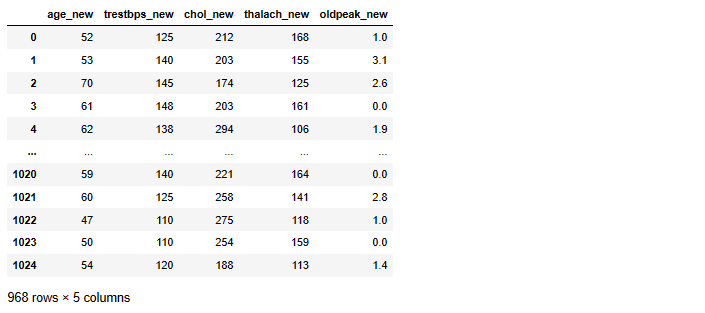 age_new trestbps_new chol_new thalach_new oldpeak_new
0 52 125 212 168 1.0
1 53 140 203 155 3.1
2 70 145 174 125 2.6
3 61 148 203 161 0.0
4 62 138 294 106 1.9
... ... ... ... ... ...
1020 59 140 221 164 0.0
1021 60 125 258 141 2.8
1022 47 110 275 118 1.0
1023 50 110 254 159 0.0
1024 54 120 188 113 1.4
968 rows × 5 columns